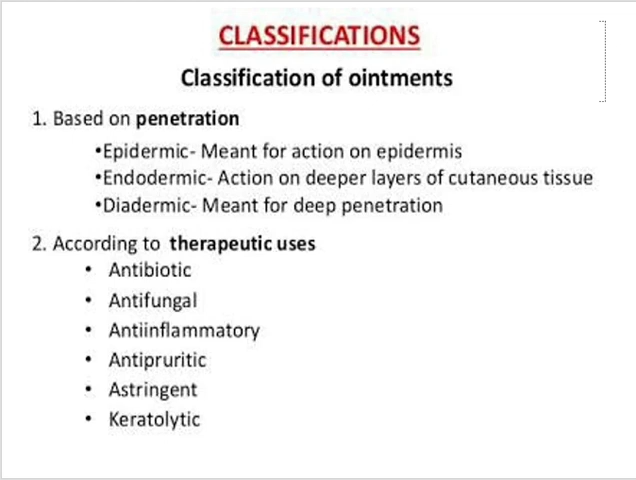 CLASSIFICATIONS
Classification of ointments
1. Based on penetration
•Epidermic- Meant for action on epidermis
•Endodermic- Action on deeper layers of cutaneous tissue
•Diadermic- Meant for deep penetration
2. According to therapeutic uses
• Antibiotic
• Antifungal
• Antiinflammatory
• Antipruritic
• Astringent
• Keratolytic